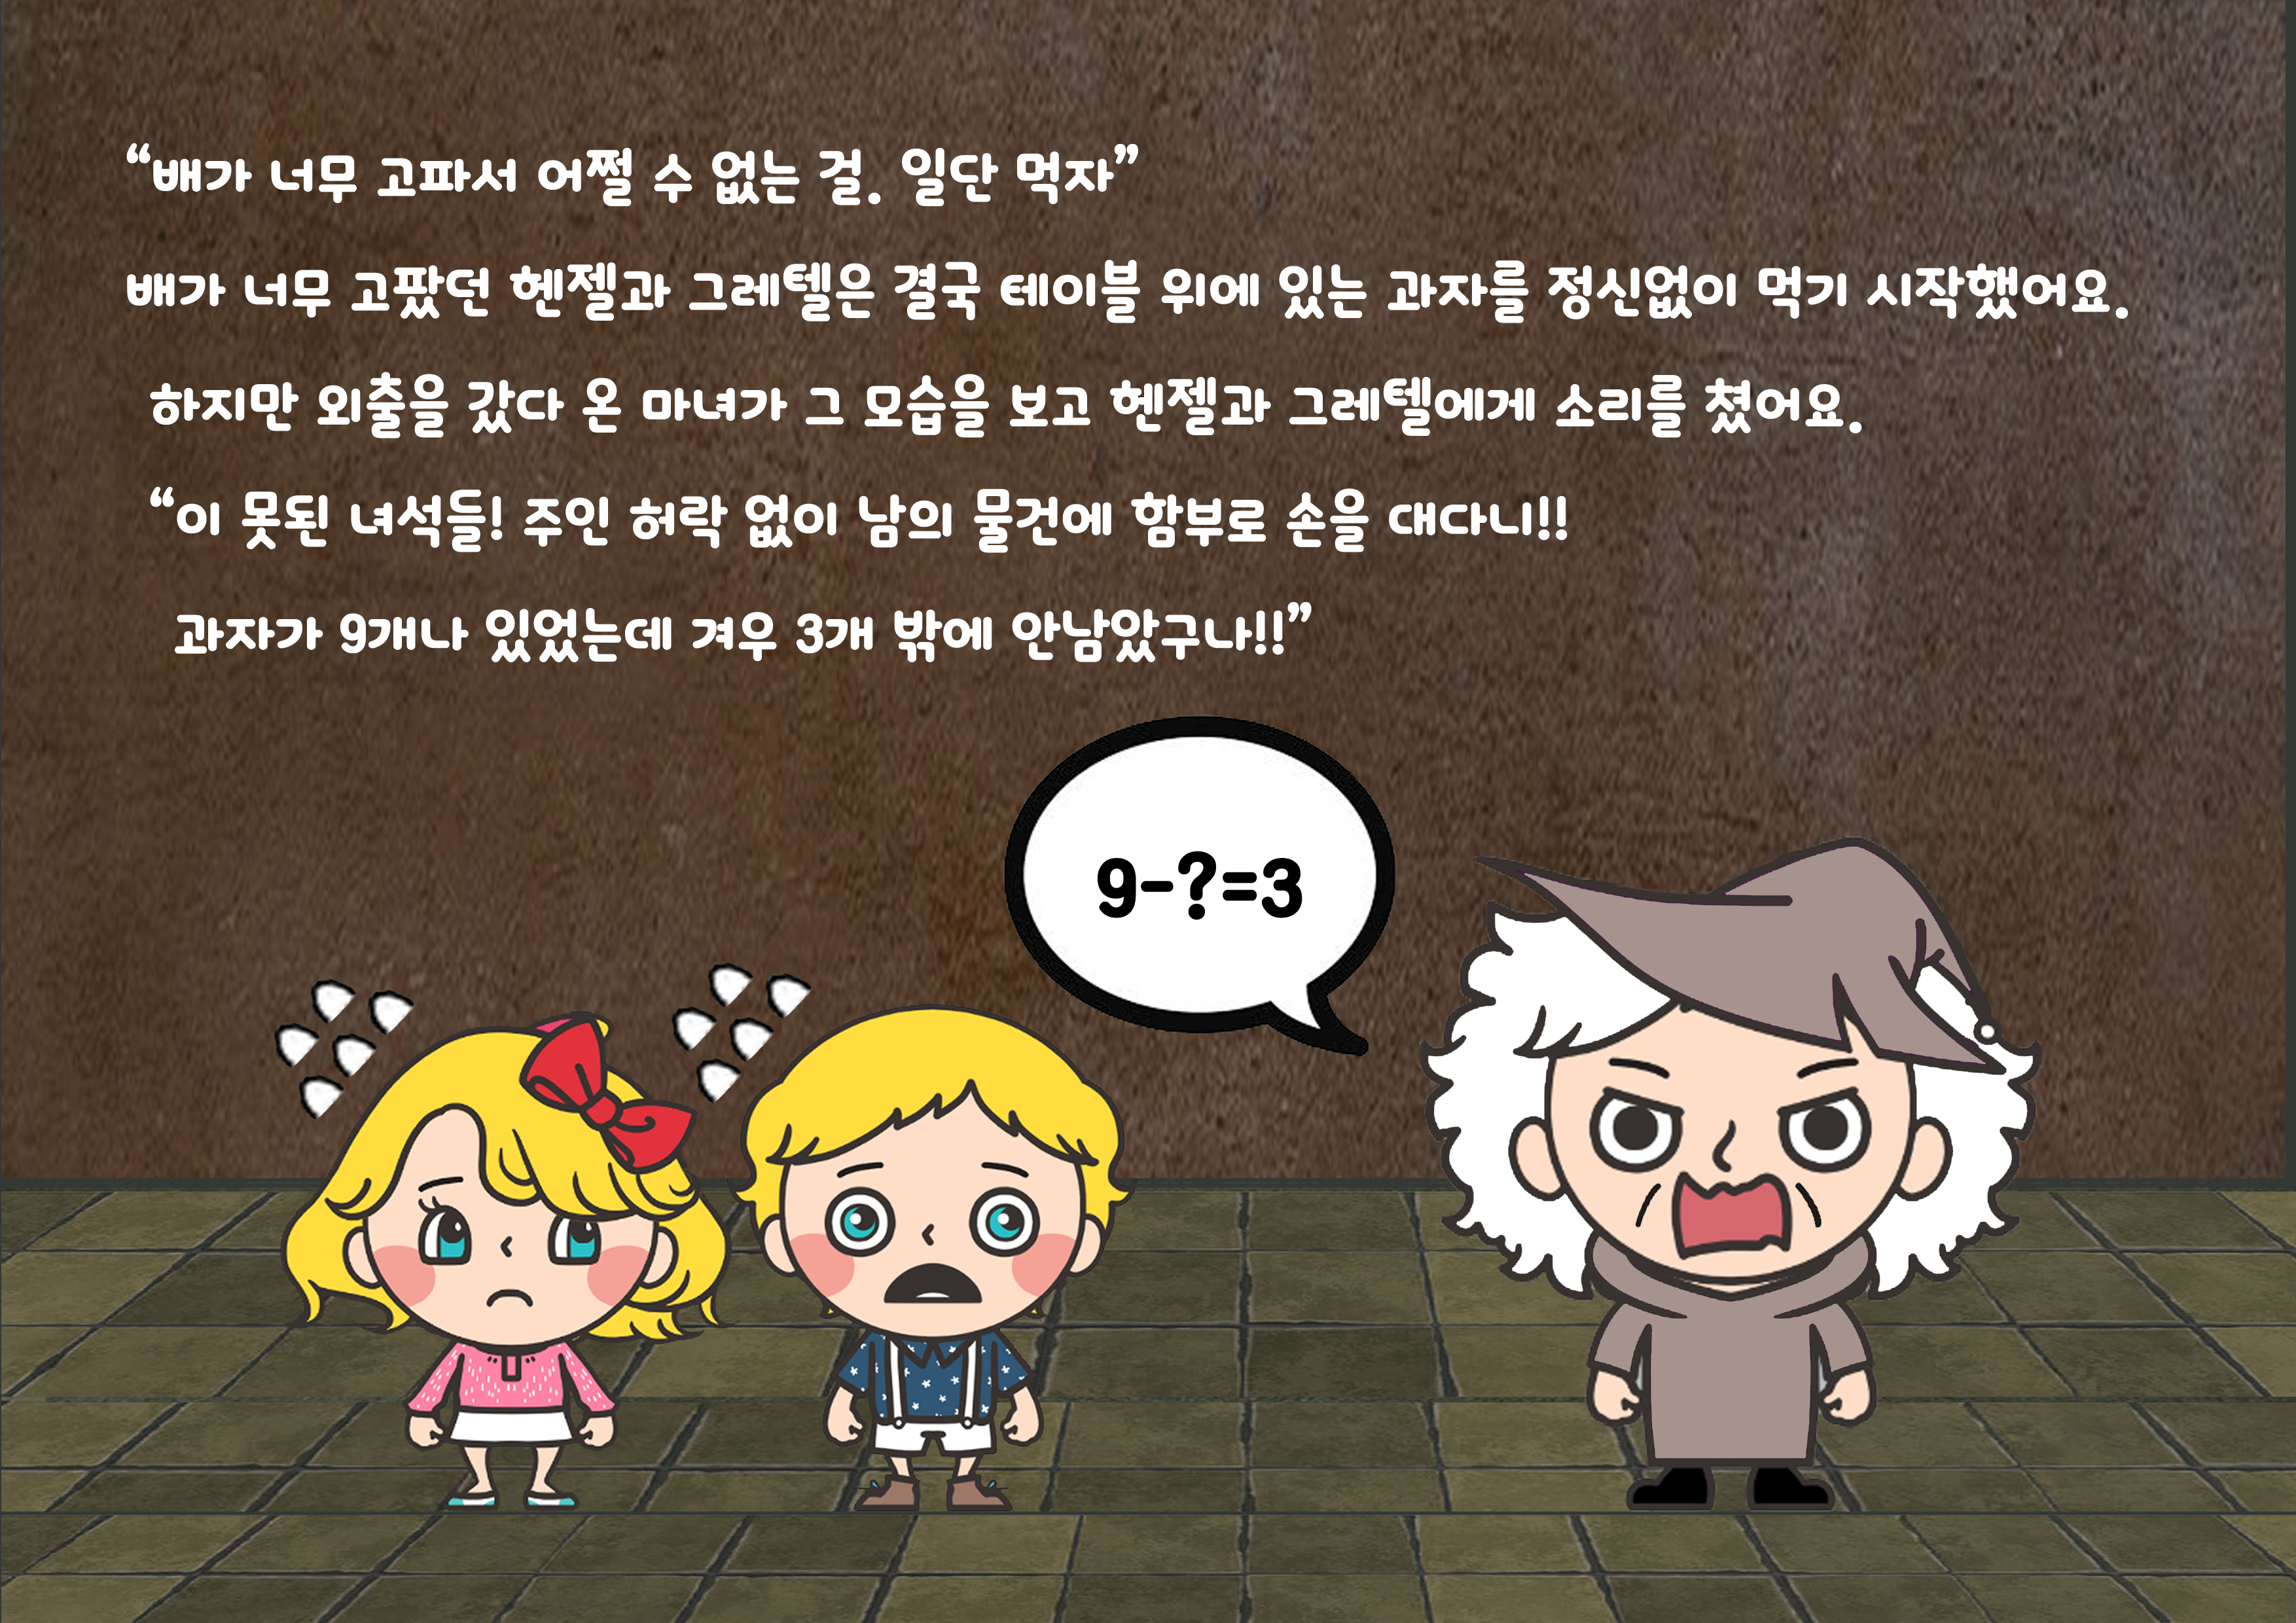 “배가 너무 고파서 어쩔 수 없는 걸. 일단 먹자”
배가 너무 고팠던 헨젤과 그레텔은 결국 테이블 위에 있는 과자를 정신없이 먹기 시작했어요.
하지만 외출을 갔다 온 마녀가 그 모습을 보고 헨젤과 그레텔에게 소리를 쳤어요.
“이 못된 녀석들! 주인 허락 없이 남의 물건에 함부로 손을 대다니!!
과자가 9개나 있었는데 겨우 3개 밖에 안남았구나!!”
9-?=3